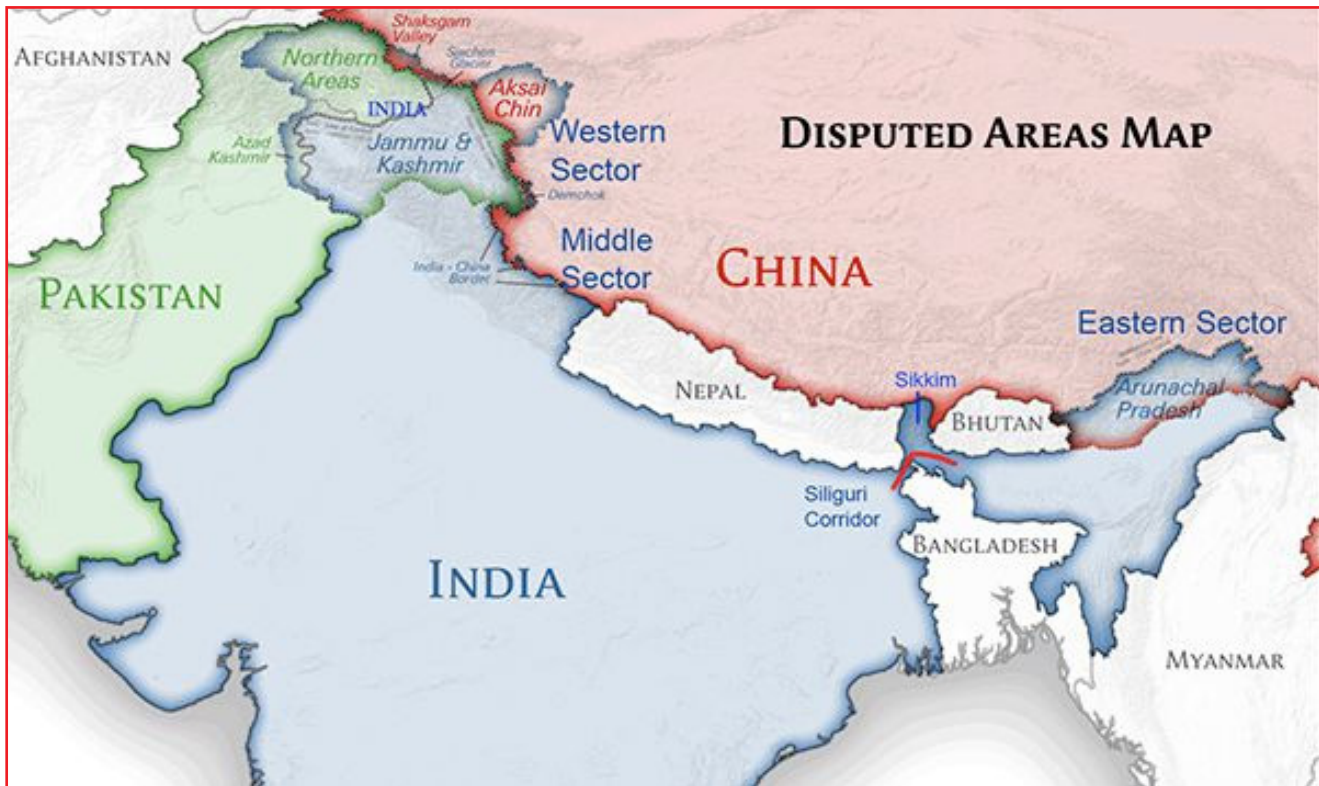 DISPUTED AREAS MAP
AFGHANISTAN
Northern
Areas
Shaksgam
Valley
Siachen
Glacier
Aksai
Chin
INDIA
Azad
Kashmir
Jammu &
Kashmir
Western
Sector
Demchok
Middle
Sector
India - China
Border
PAKISTAN
CHINA
Eastern Sector
Arunachal
Pradesh
NEPAL
Sikkim
BHUTAN
Siliguri
Corridor
BANGLADESH
INDIA
MYANMAR